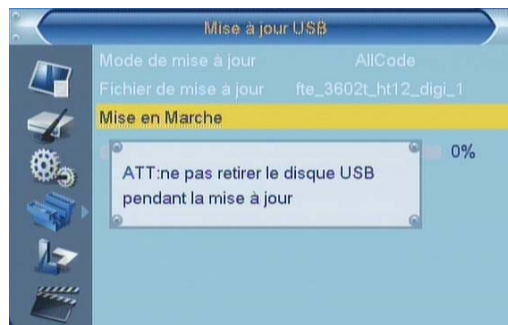 Mise à jour USB
Mode de mise à jour AllCode
Fichier de mise à jour fte_3602t_ht12_digi_1
Mise en Marche
0%
ATT:ne pas retirer le disque USB
pendant la mise à jour